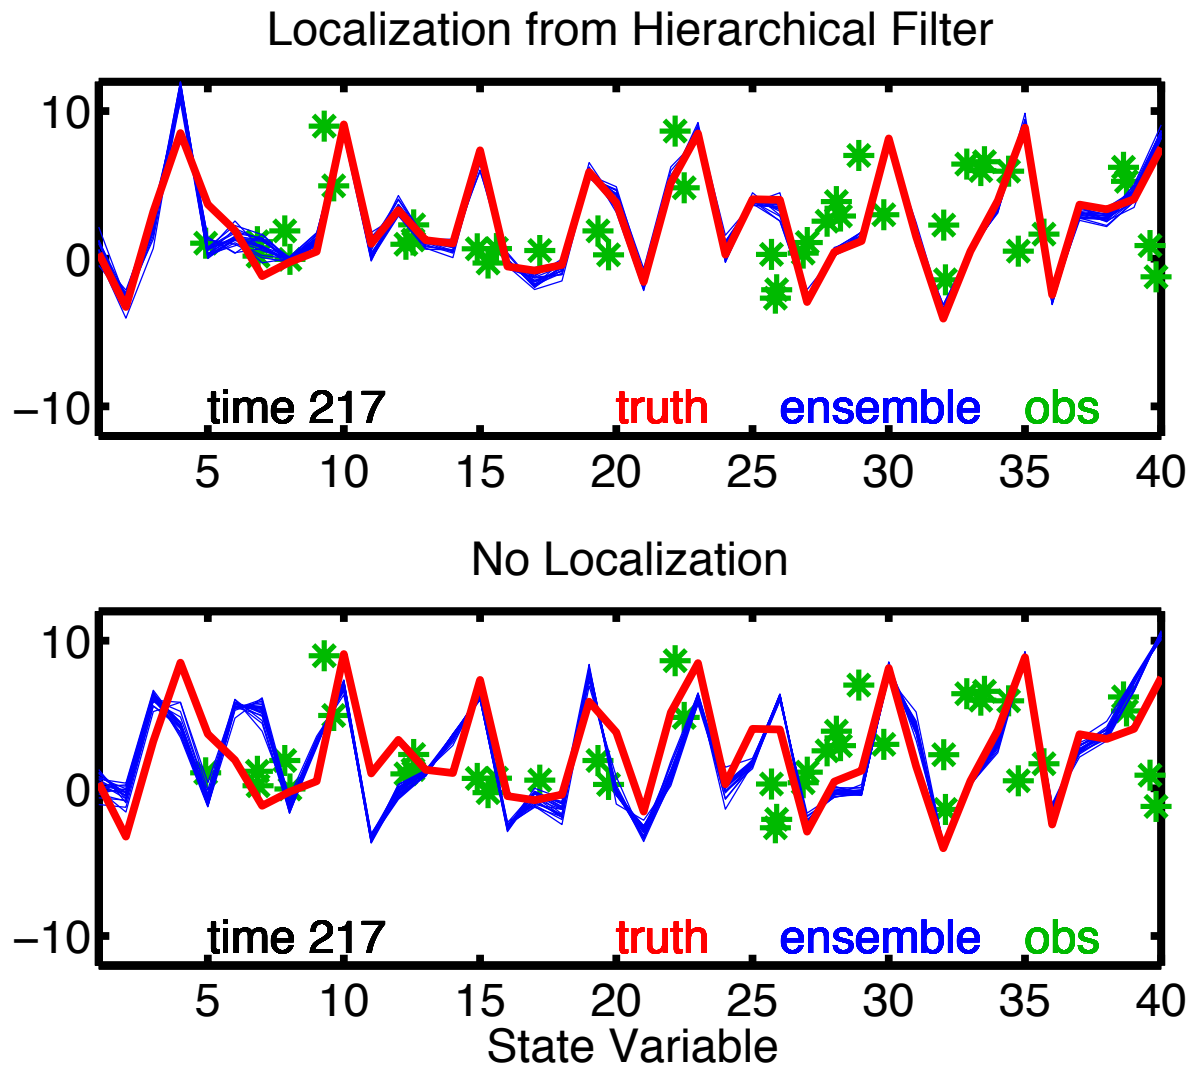 Localization from Hierarchical Filter
10
0
−10
time 217 truth ensemble obs
5 10 15 20 25 30 35 40
No Localization
10
0
−10
time 217 truth ensemble obs
5 10 15 20 25 30 35 40
State Variable